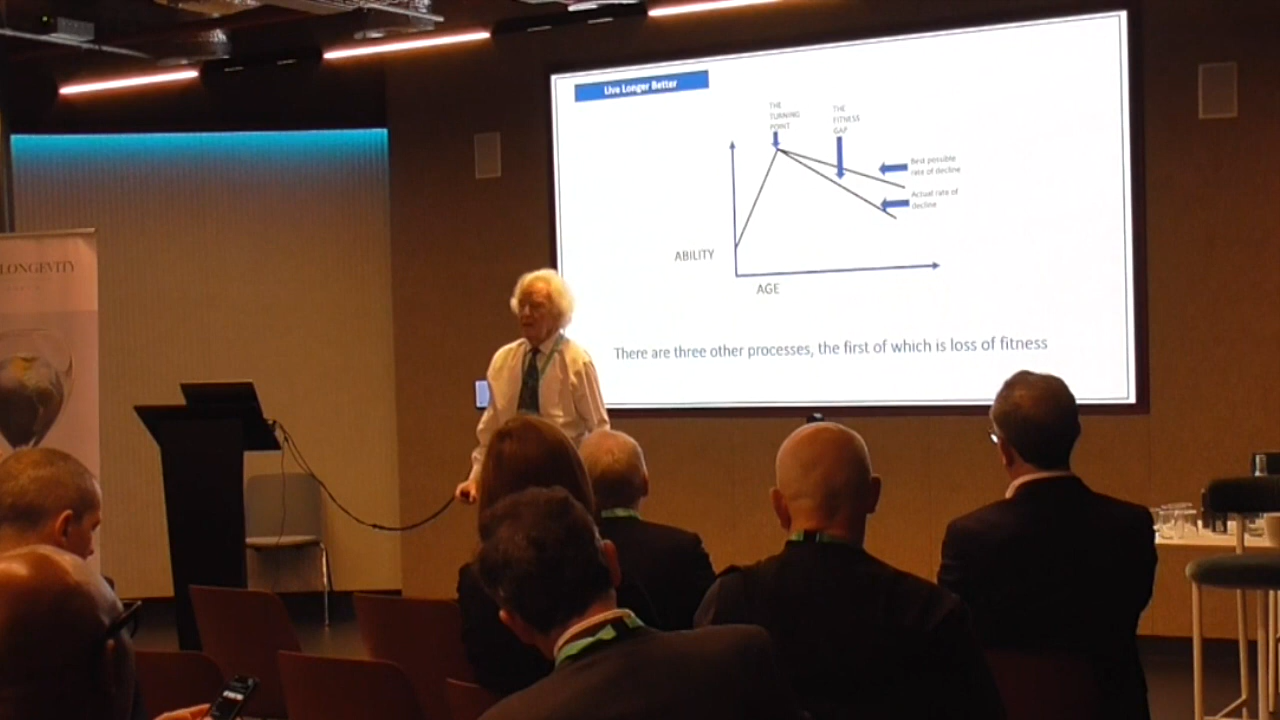 LONGEVITY
Live Longer Better
THE
TURNING
POINT
THE
FITNESS
GAP
Best possible
rate of decline
Actual rate of
decline
ABILITY
AGE
There are three other processes, the first of which is loss of fitness